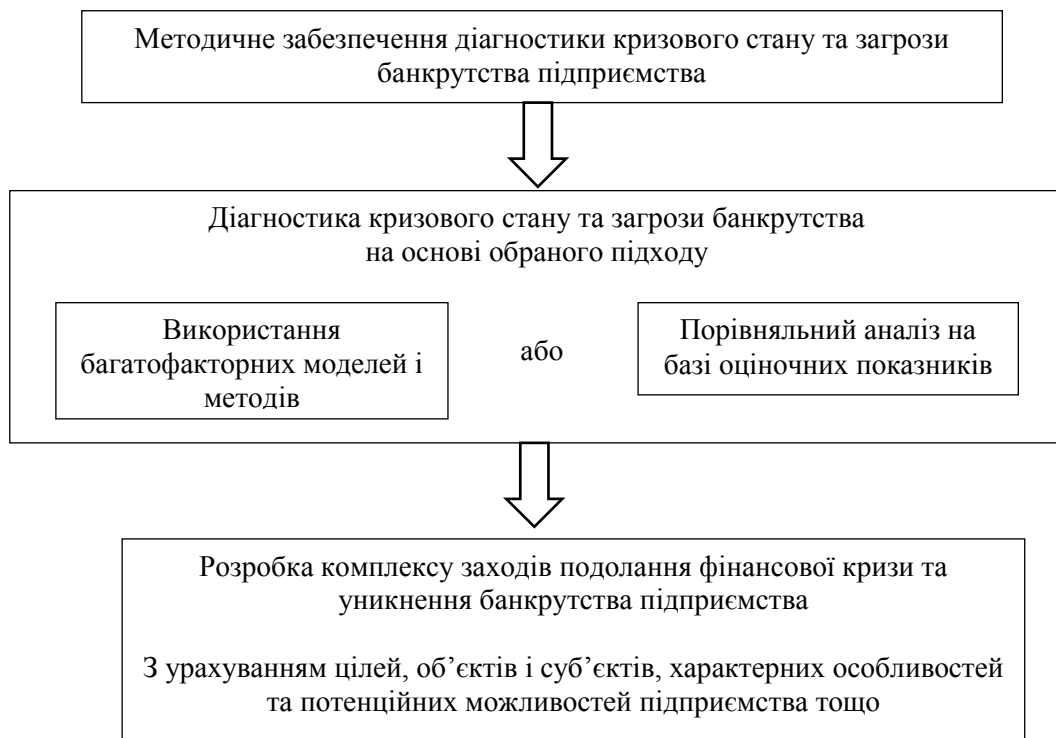 Методичне забезпечення діагностики кризового стану та загрози
банкрутства підприємства
Діагностика кризового стану та загрози банкрутства
на основі обраного підходу
Використання
багатофакторних моделей і
методів
або
Порівняльний аналіз на
базі оціночних показників
Розробка комплексу заходів подолання фінансової кризи та
уникнення банкрутства підприємства
З урахуванням цілей, об’єктів і суб’єктів, характерних особливостей
та потенційних можливостей підприємства тощо